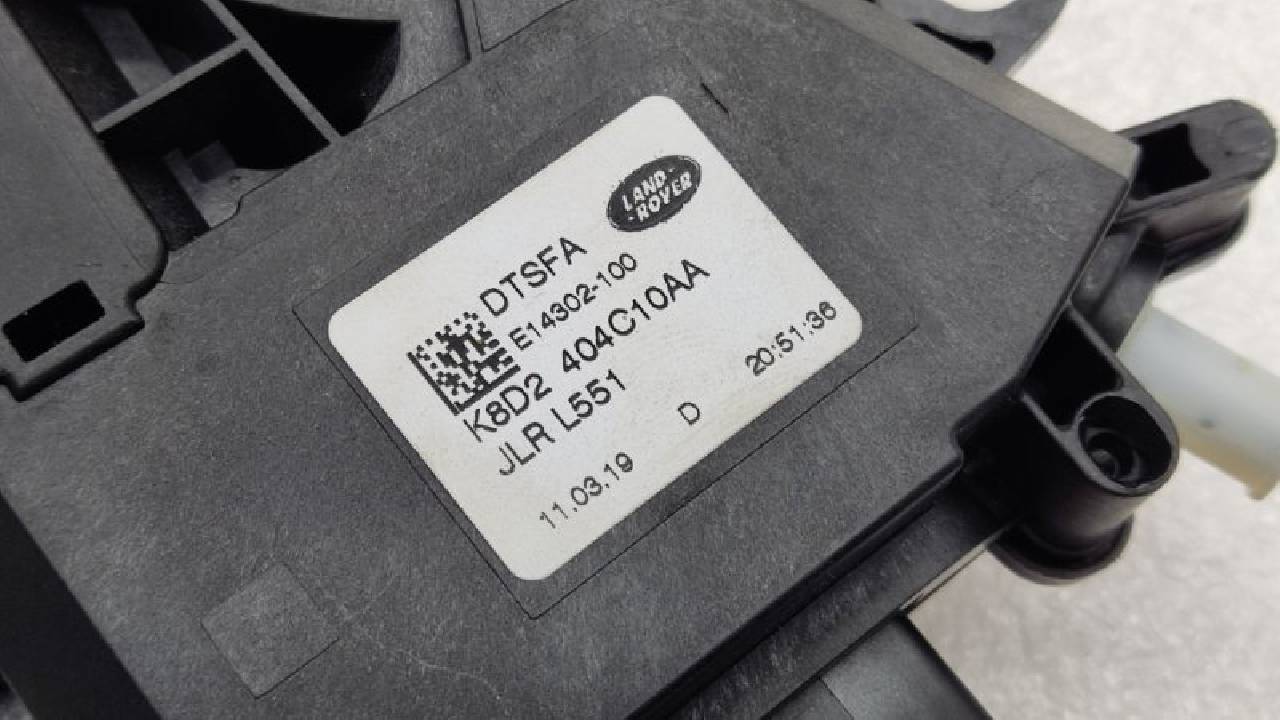 LAND-
-ROVER
DTSFA
E14302-100
K8D2 404C10AA
JLR L551
11.03.19 D 20:51:36